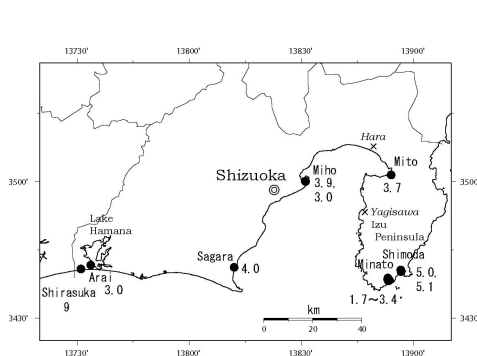 13730' 13800' 13830' 13900'
Hara
Mito
3.7
Miho
3.9,
3.0
Shizuoka
3500' 3500'
Yagisawa
Izu
Peninsula
Lake
Hamana
Shimoda
5.0,
5.1
Minato
1.7～3.4
Sagara
4.0
Arai
3.0
Shirasuka
9
km
0 20 40
3430' 3430'
13730' 13800' 13830' 13900'